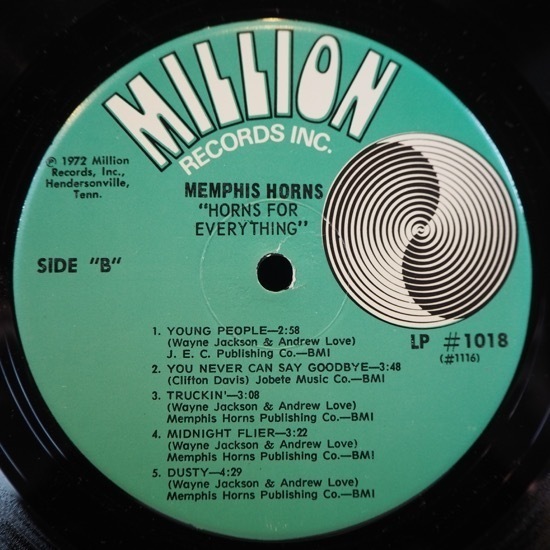 MILLION
RECORDS INC.
℗ 1972 Million
Records, Inc.,
Hendersonville,
Tenn.
MEMPHIS HORNS
"HORNS FOR
EVERYTHING"
SIDE "B"
LP #1018
(#1116)
1. YOUNG PEOPLE—2:58
(Wayne Jackson & Andrew Love)
J. E. C. Publishing Co.—BMI
2. YOU NEVER CAN SAY GOODBYE—3:48
(Clifton Davis) Jobete Music Co.—BMI
3. TRUCKIN'—3:08
(Wayne Jackson & Andrew Love)
Memphis Horns Publishing Co.—BMI
4. MIDNIGHT FLIER—3:22
(Wayne Jackson & Andrew Love)
Memphis Horns Publishing Co.—BMI
5. DUSTY—4:29
(Wayne Jackson & Andrew Love)
Memphis Horns Publishing Co.—BMI